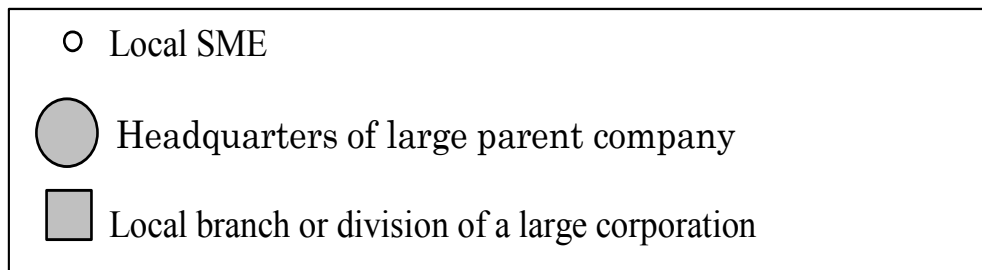 Local SME
Headquarters of large parent company
Local branch or division of a large corporation